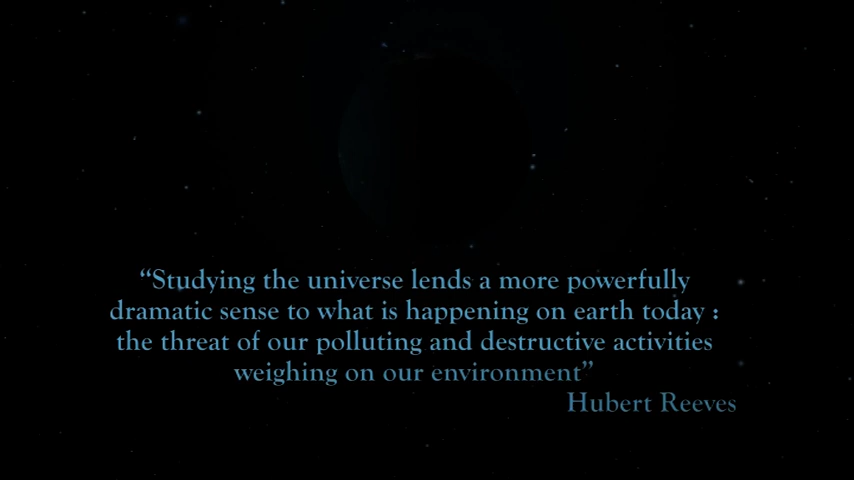 “Studying the universe lends a more powerfully
dramatic sense to what is happening on earth today :
the threat of our polluting and destructive activities
weighing on our environment”
Hubert Reeves